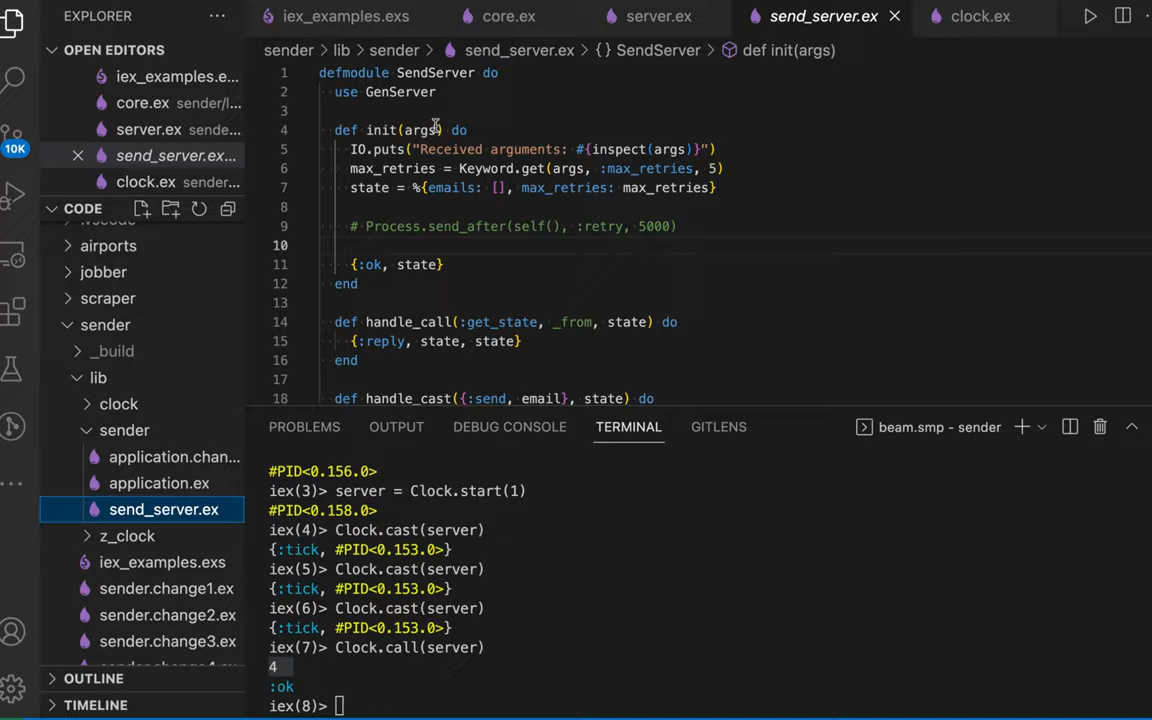 EXPLORER ···
iex_examples.exs core.ex server.ex send_server.ex clock.ex
OPEN EDITORS
iex_examples.e...
core.ex sender/l...
server.ex sende...
send_server.ex...
clock.ex sender...
10K
CODE
airports
jobber
scraper
sender
_build
lib
clock
sender
application.chan...
application.ex
send_server.ex
z_clock
iex_examples.exs
sender.change1.ex
sender.change2.ex
sender.change3.ex
OUTLINE
TIMELINE
sender > lib > sender > send_server.ex > {} SendServer > def init(args)
1 defmodule SendServer do
2 use GenServer
3
4 def init(args) do
5 IO.puts("Received arguments: #{inspect(args)}")
6 max_retries = Keyword.get(args, :max_retries, 5)
7 state = %{emails: [], max_retries: max_retries}
8
9 # Process.send_after(self(), :retry, 5000)
10
11 {:ok, state}
12 end
13
14 def handle_call(:get_state, _from, state) do
15 {:reply, state, state}
16 end
17
18 def handle_cast({:send, email}, state) do
PROBLEMS OUTPUT DEBUG CONSOLE TERMINAL GITLENS beam.smp - sender
#PID<0.156.0>
iex(3)> server = Clock.start(1)
#PID<0.158.0>
iex(4)> Clock.cast(server)
{:tick, #PID<0.153.0>}
iex(5)> Clock.cast(server)
{:tick, #PID<0.153.0>}
iex(6)> Clock.cast(server)
{:tick, #PID<0.153.0>}
iex(7)> Clock.call(server)
4
:ok
iex(8)>